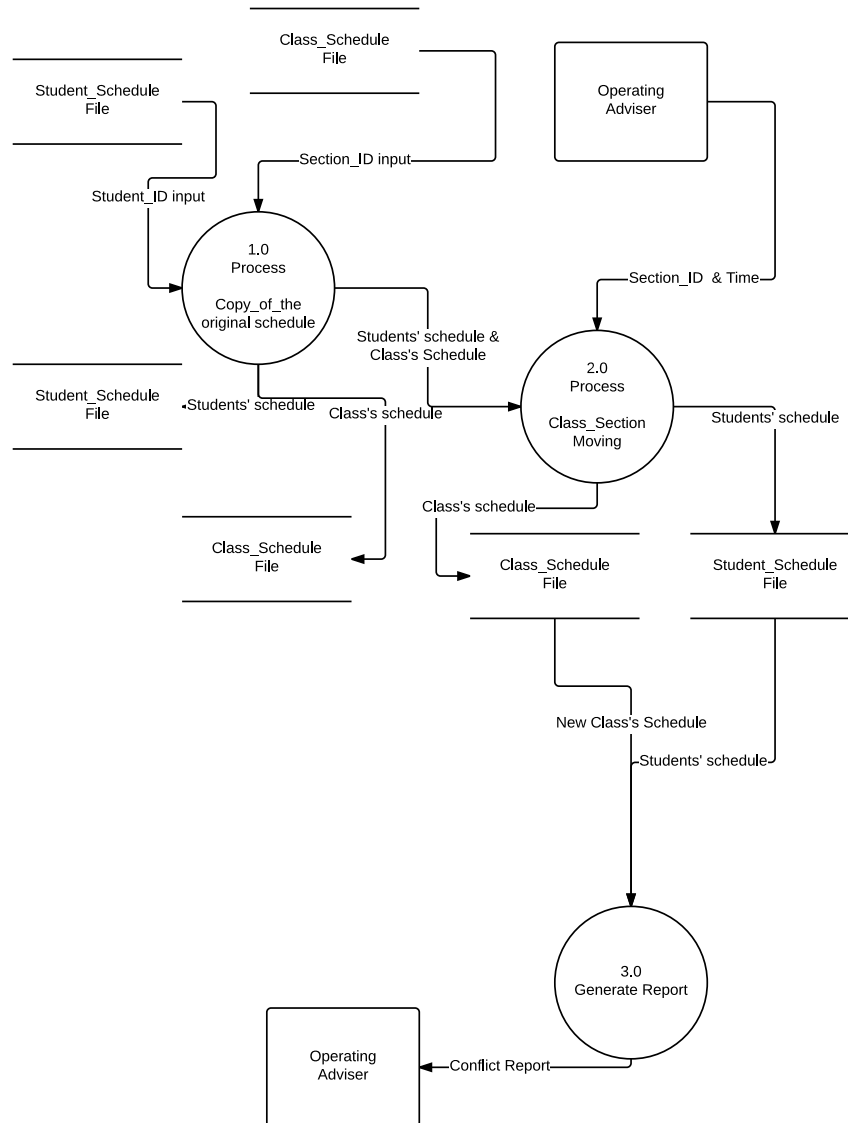 Class_Schedule
File
Student_Schedule
File
Operating
Adviser
Section_ID input
Student_ID input
1.0
Process
Copy_of_the
original schedule
Section_ID & Time
Students' schedule &
Class's Schedule
2.0
Process
Class_Section
Moving
Student_Schedule
File
Students' schedule
Class's schedule
Students' schedule
Class's schedule
Class_Schedule
File
Class_Schedule
File
Student_Schedule
File
New Class's Schedule
Students' schedule
3.0
Generate Report
Operating
Adviser
Conflict Report